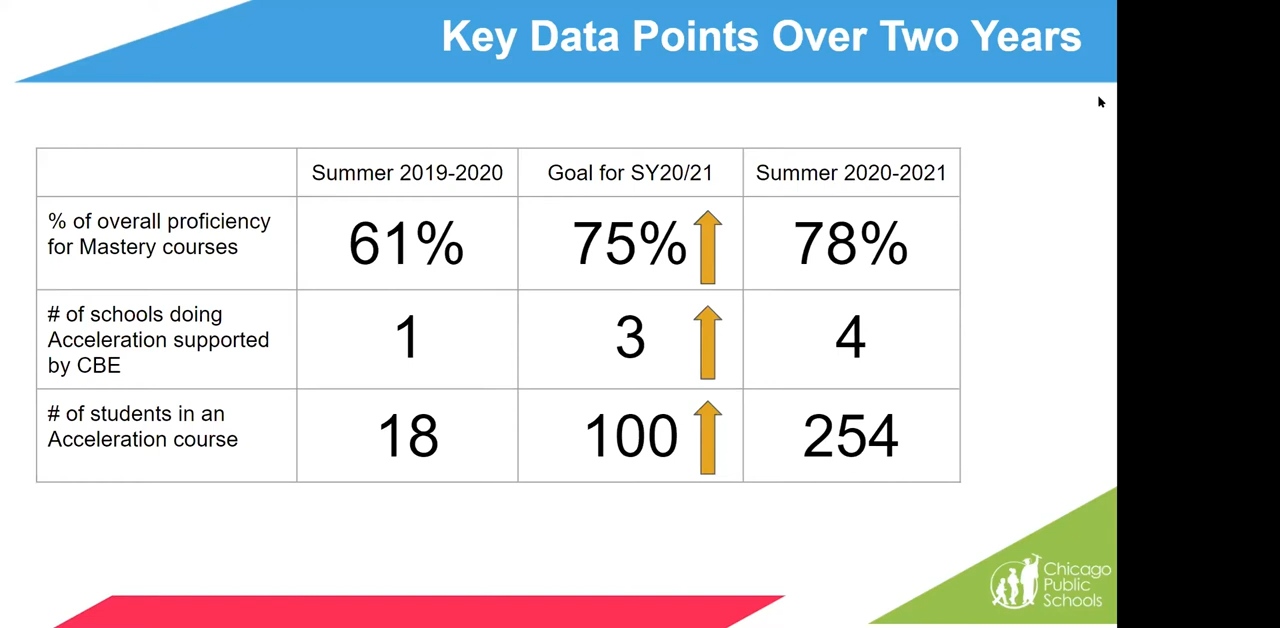 Key Data Points Over Two Years
Summer 2019-2020
Goal for SY20/21
Summer 2020-2021
% of overall proficiency
for Mastery courses
61%
75%
78%
# of schools doing
Acceleration supported
by CBE
1
3
4
# of students in an
Acceleration course
18
100
254
Chicago
Public
Schools